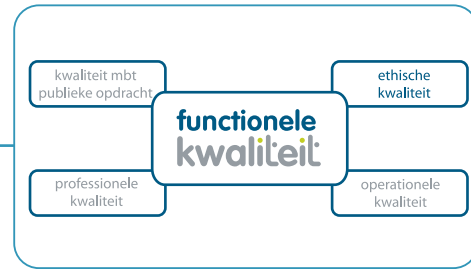 kwaliteit mbt
publieke opdracht
ethische
kwaliteit
functionele
kwaliteit
professionele
kwaliteit
operationele
kwaliteit